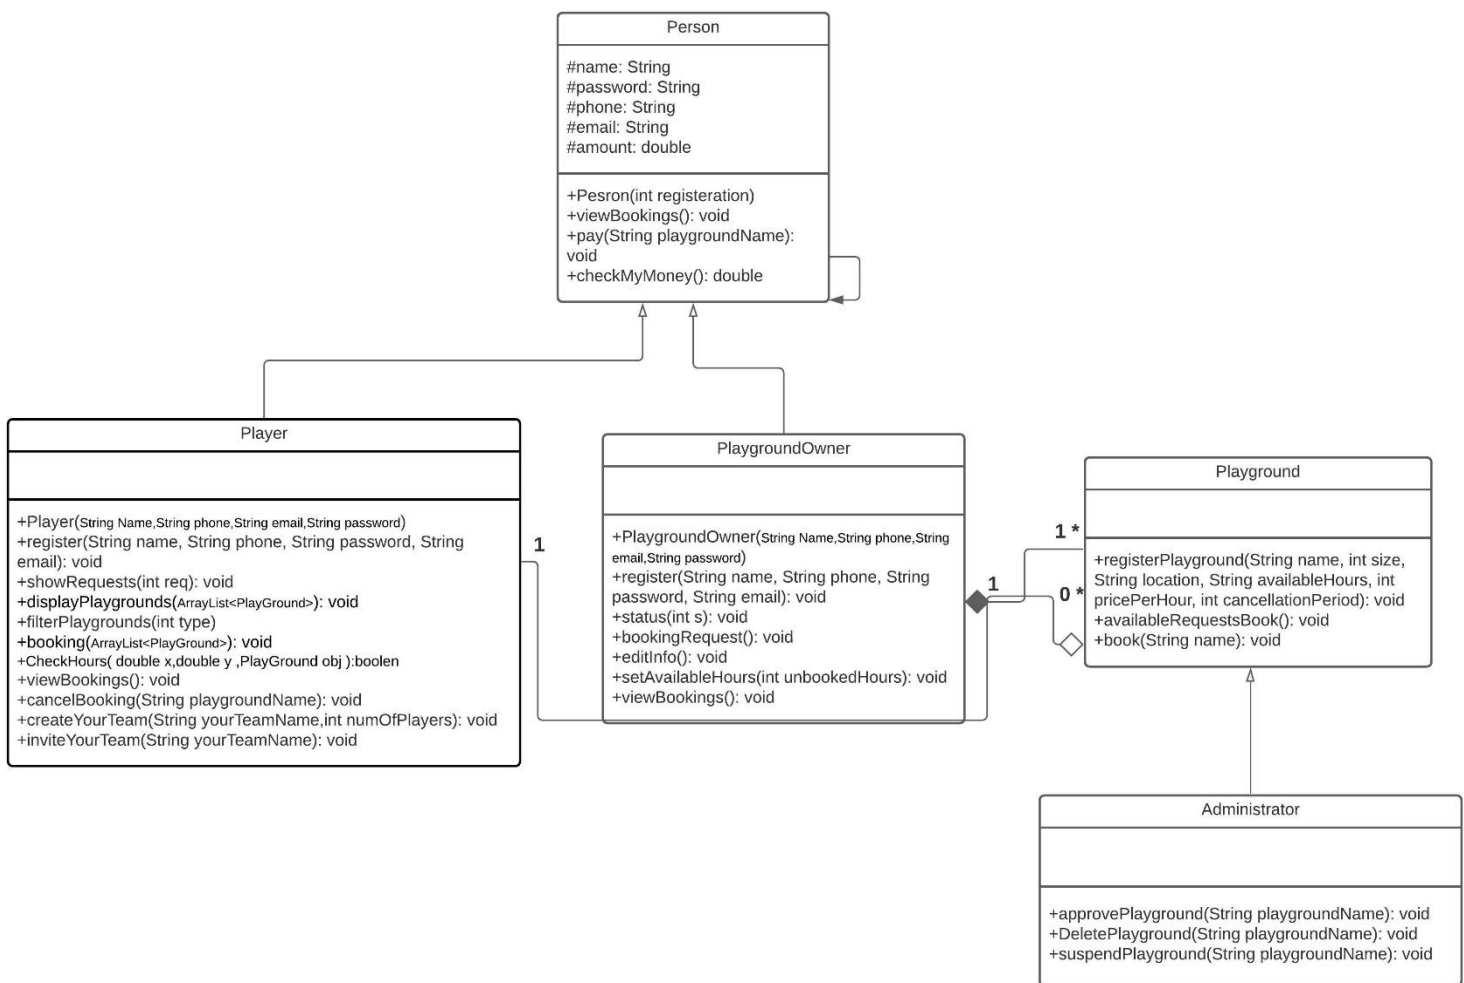 Person
#name: String
#password: String
#phone: String
#email: String
#amount: double
+Pesron(int registeration)
+viewBookings(): void
+pay(String playgroundName):
void
+checkMyMoney(): double
Player
+Player(String Name,String phone,String email,String password)
+register(String name, String phone, String password, String
email): void
+showRequests(int req): void
+displayPlaygrounds(ArrayList<PlayGround>): void
+filterPlaygrounds(int type)
+booking(ArrayList<PlayGround>): void
+CheckHours( double x,double y ,PlayGround obj ):boolen
+viewBookings(): void
+cancelBooking(String playgroundName): void
+createYourTeam(String yourTeamName,int numOfPlayers): void
+inviteYourTeam(String yourTeamName): void
1
PlaygroundOwner
+PlaygroundOwner(String Name,String phone,String
email,String password)
+register(String name, String phone, String
password, String email): void
+status(int s): void
+bookingRequest(): void
+editInfo(): void
+setAvailableHours(int unbookedHours): void
+viewBookings(): void
1
1 *
0 *
Playground
+registerPlayground(String name, int size,
String location, String availableHours, int
pricePerHour, int cancellationPeriod): void
+availableRequestsBook(): void
+book(String name): void
Administrator
+approvePlayground(String playgroundName): void
+DeletePlayground(String playgroundName): void
+suspendPlayground(String playgroundName): void